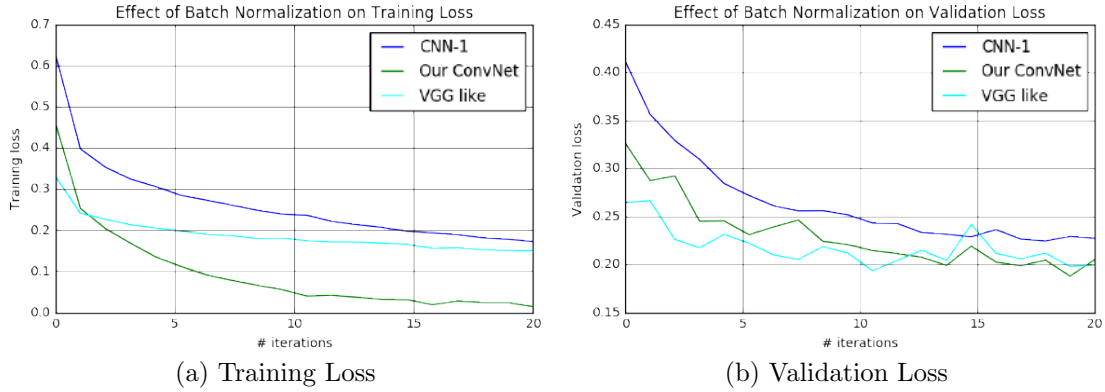 Effect of Batch Normalization on Training Loss
0.7
0.6
0.5
0.4
0.3
0.2
0.1
0.0
Training loss
CNN-1
Our ConvNet
VGG like
0
5
10
15
20
# iterations
(a) Training Loss
Effect of Batch Normalization on Validation Loss
0.45
0.40
0.35
0.30
0.25
0.20
0.15
Validation loss
CNN-1
Our ConvNet
VGG like
0
5
10
15
20
# iterations
(b) Validation Loss